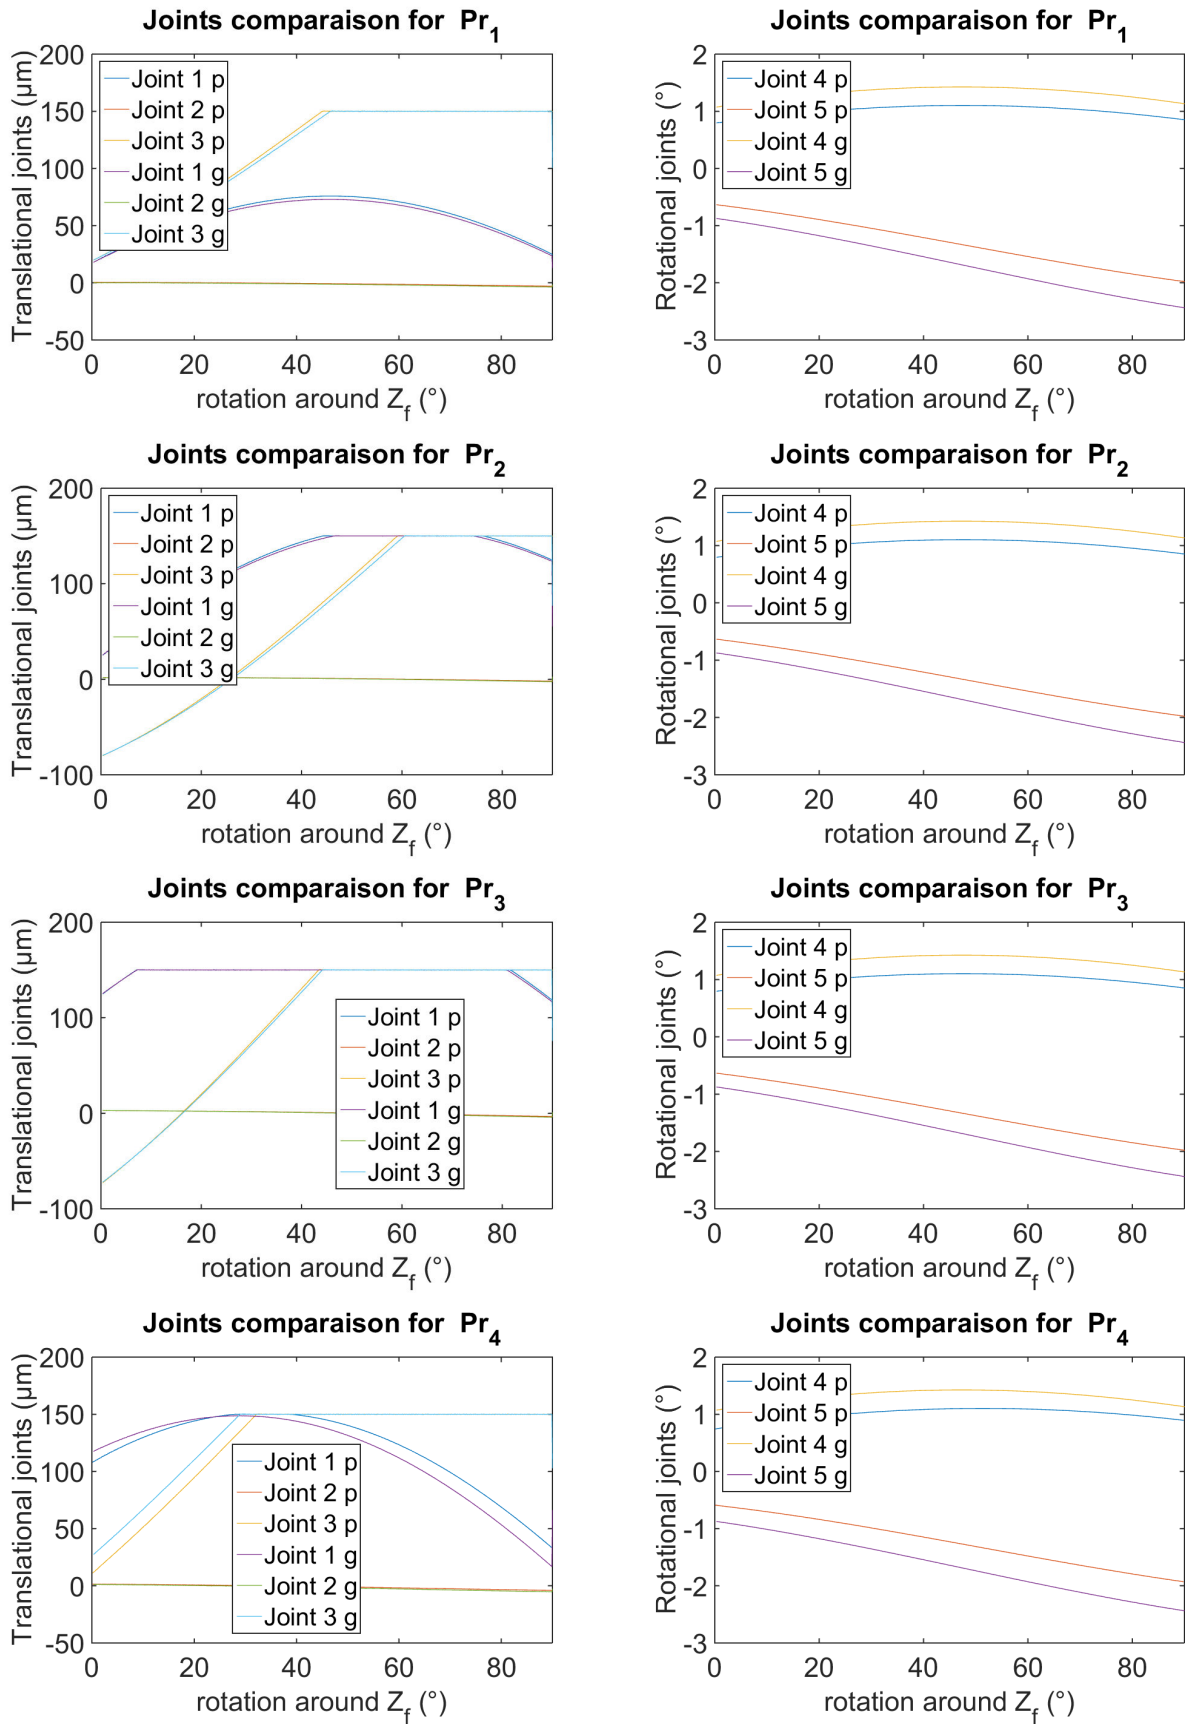 Joints comparaison for Pr1
Translational joints (µm)
200
150
100
50
0
-50
Joint 1 p
Joint 2 p
Joint 3 p
Joint 1 g
Joint 2 g
Joint 3 g
0 20 40 60 80
rotation around Zf (°)
Joints comparaison for Pr1
Rotational joints (°)
2
1
0
-1
-2
-3
Joint 4 p
Joint 5 p
Joint 4 g
Joint 5 g
0 20 40 60 80
rotation around Zf (°)
Joints comparaison for Pr2
Translational joints (µm)
200
100
0
-100
Joint 1 p
Joint 2 p
Joint 3 p
Joint 1 g
Joint 2 g
Joint 3 g
0 20 40 60 80
rotation around Zf (°)
Joints comparaison for Pr2
Rotational joints (°)
2
1
0
-1
-2
-3
Joint 4 p
Joint 5 p
Joint 4 g
Joint 5 g
0 20 40 60 80
rotation around Zf (°)
Joints comparaison for Pr3
Translational joints (µm)
200
100
0
-100
Joint 1 p
Joint 2 p
Joint 3 p
Joint 1 g
Joint 2 g
Joint 3 g
0 20 40 60 80
rotation around Zf (°)
Joints comparaison for Pr3
Rotational joints (°)
2
1
0
-1
-2
-3
Joint 4 p
Joint 5 p
Joint 4 g
Joint 5 g
0 20 40 60 80
rotation around Zf (°)
Joints comparaison for Pr4
Translational joints (µm)
200
150
100
50
0
-50
Joint 1 p
Joint 2 p
Joint 3 p
Joint 1 g
Joint 2 g
Joint 3 g
0 20 40 60 80
rotation around Zf (°)
Joints comparaison for Pr4
Rotational joints (°)
2
1
0
-1
-2
-3
Joint 4 p
Joint 5 p
Joint 4 g
Joint 5 g
0 20 40 60 80
rotation around Zf (°)